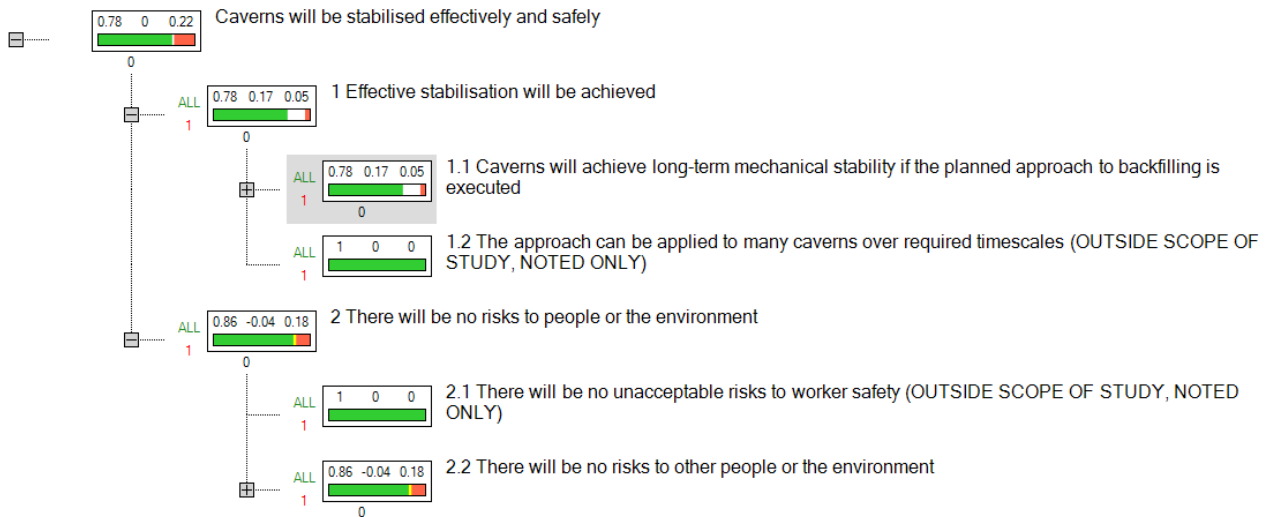 0.78 0 0.22
Caverns will be stabilised effectively and safely
0
ALL
1
0.78 0.17 0.05
1 Effective stabilisation will be achieved
0
ALL
1
0.78 0.17 0.05
1.1 Caverns will achieve long-term mechanical stability if the planned approach to backfilling is
executed
0
ALL
1
1 0 0
1.2 The approach can be applied to many caverns over required timescales (OUTSIDE SCOPE OF
STUDY, NOTED ONLY)
ALL
1
0.86 -0.04 0.18
2 There will be no risks to people or the environment
0
ALL
1
1 0 0
2.1 There will be no unacceptable risks to worker safety (OUTSIDE SCOPE OF STUDY, NOTED
ONLY)
ALL
1
0.86 -0.04 0.18
2.2 There will be no risks to other people or the environment
0